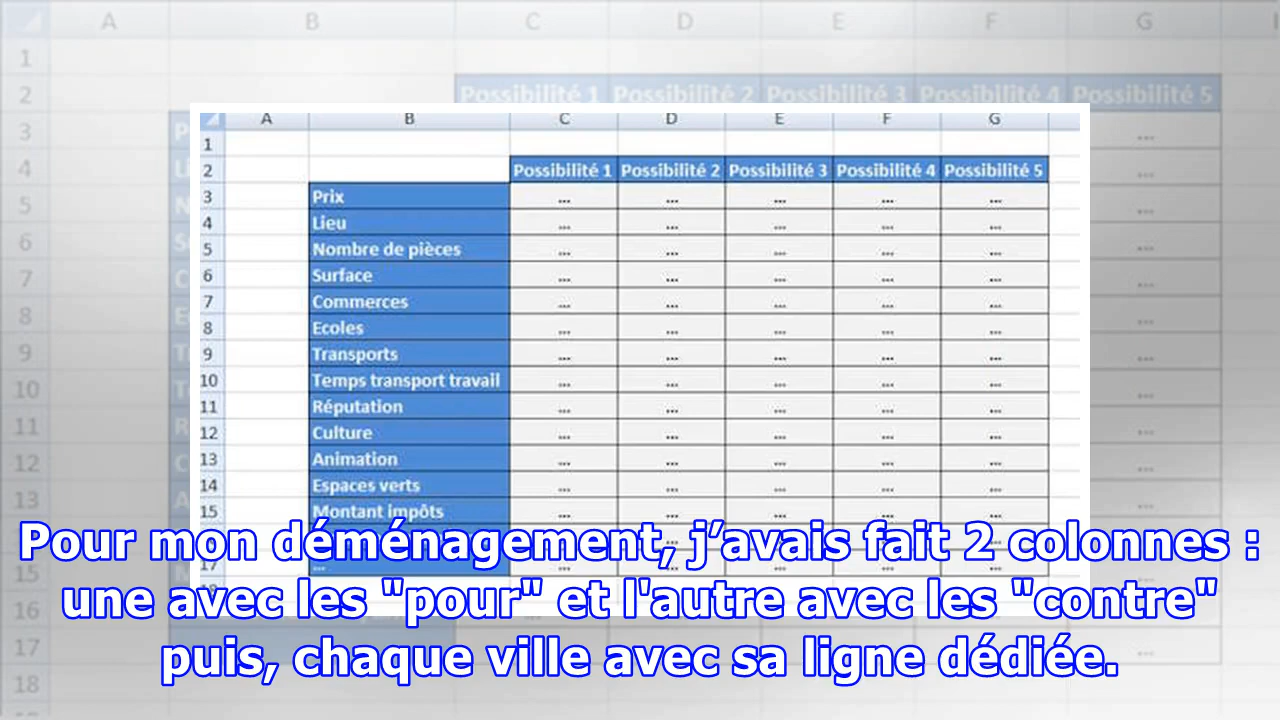 A B C D E F G
1
2 Possibilité 1 Possibilité 2 Possibilité 3 Possibilité 4 Possibilité 5
3 Prix ... ... ... ... ...
4 Lieu ... ... ... ... ...
5 Nombre de pièces ... ... ... ... ...
6 Surface ... ... ... ... ...
7 Commerces ... ... ... ... ...
8 Ecoles ... ... ... ... ...
9 Transports ... ... ... ... ...
10 Temps transport travail ... ... ... ... ...
11 Réputation ... ... ... ... ...
12 Culture ... ... ... ... ...
13 Animation ... ... ... ... ...
14 Espaces verts ... ... ... ... ...
15 Montant impôts ... ... ... ... ...
17 ... ... ... ... ... ...
Pour mon déménagement, j’avais fait 2 colonnes :
une avec les "pour" et l'autre avec les "contre"
puis, chaque ville avec sa ligne dédiée.